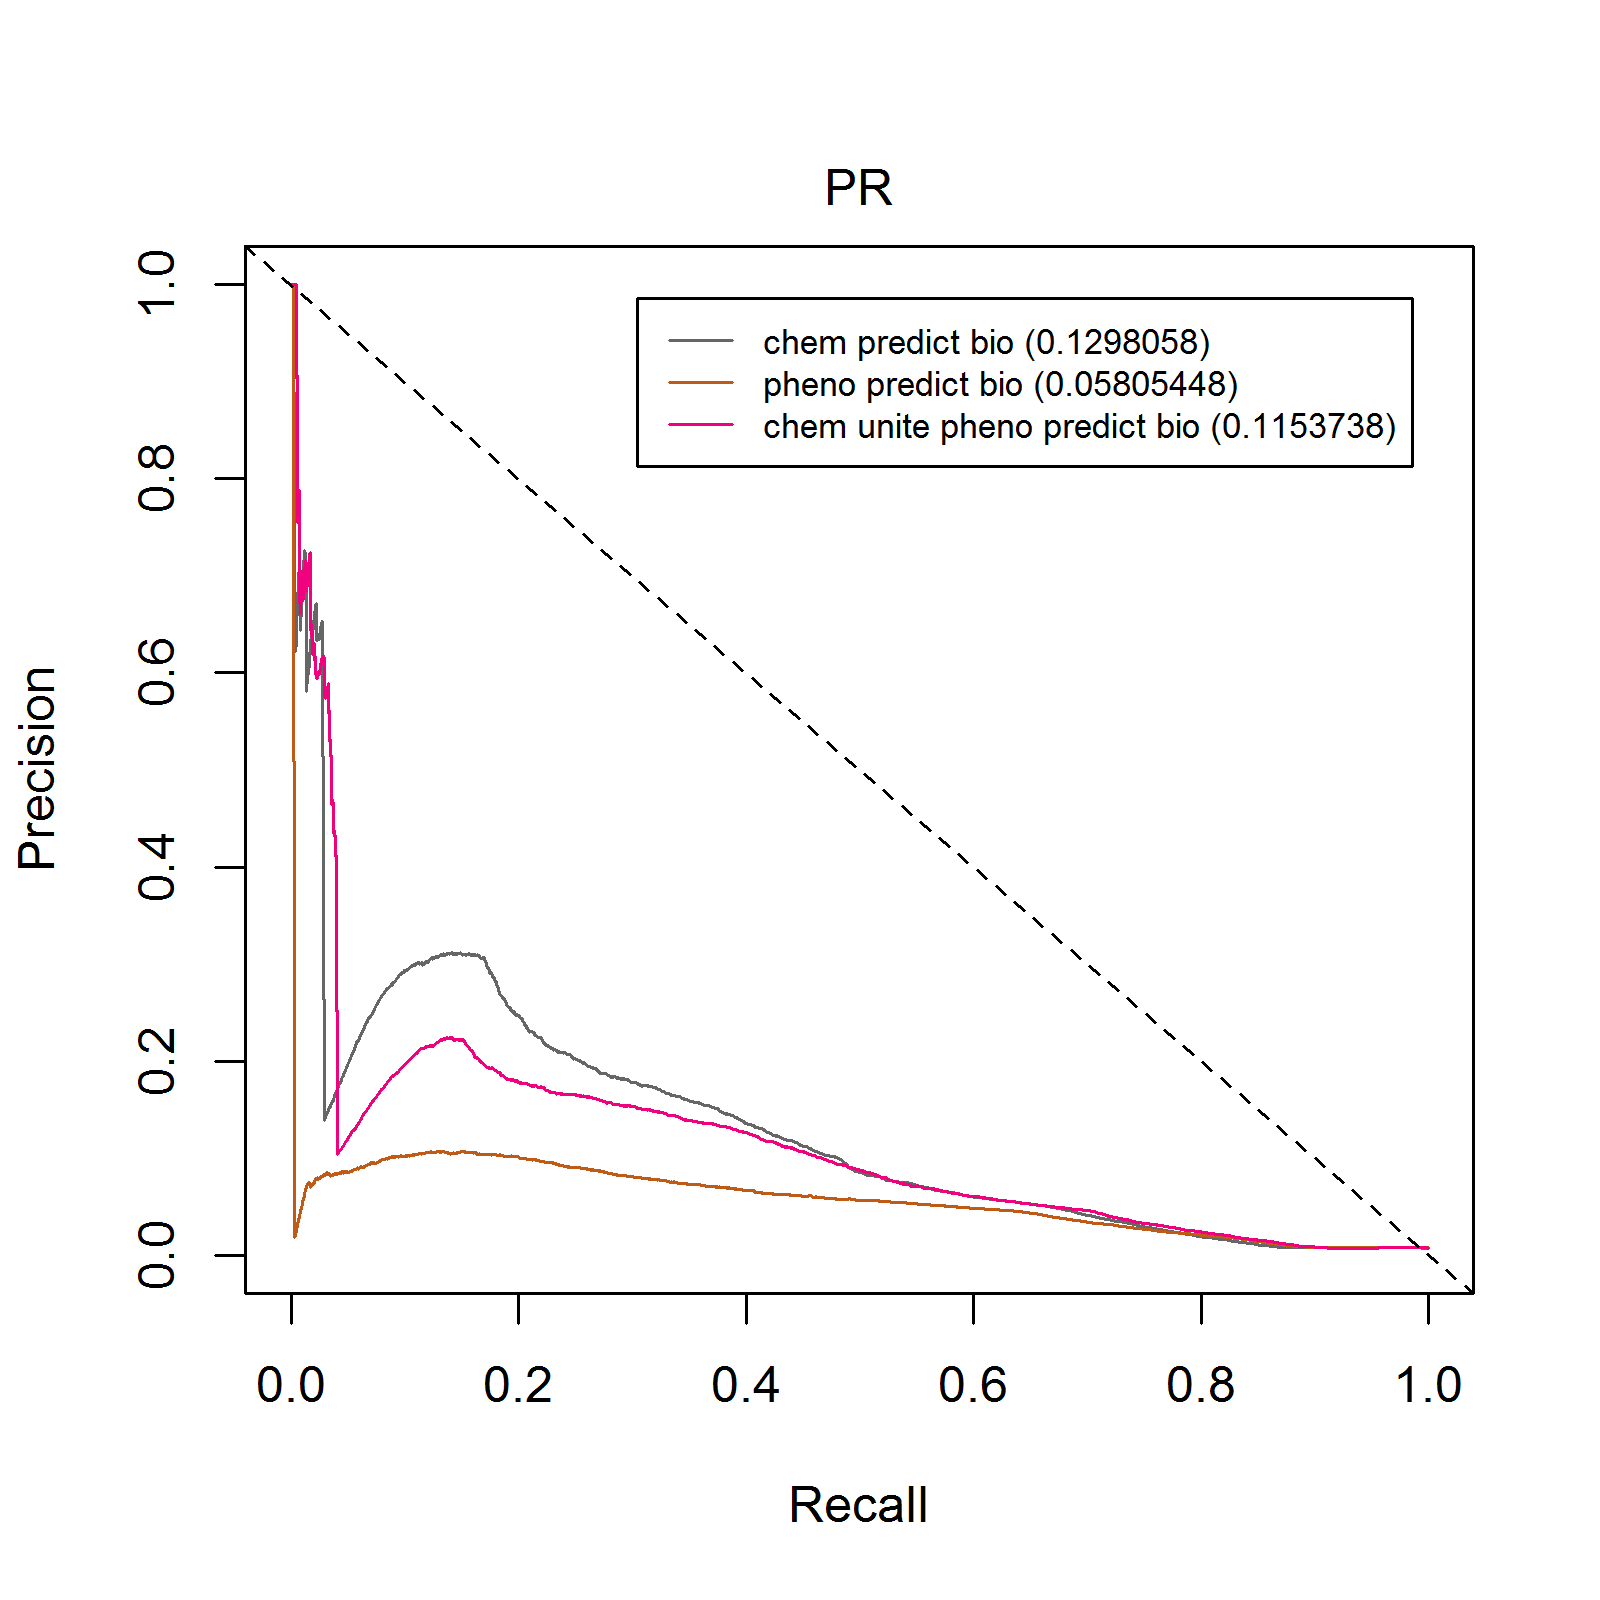 PR
chem predict bio (0.1298058)
pheno predict bio (0.05805448)
chem unite pheno predict bio (0.1153738)
Precision
1.0
0.8
0.6
0.4
0.2
0.0
0.0 0.2 0.4 0.6 0.8 1.0
Recall